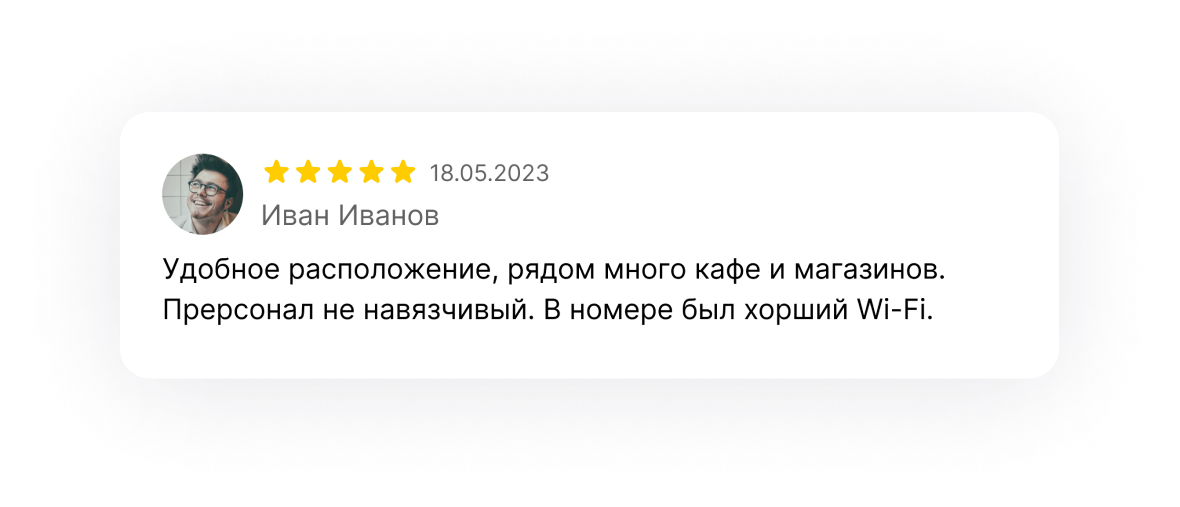 18.05.2023
Иван Иванов
Удобное расположение, рядом много кафе и магазинов.
Прерсонал не навязчивый. В номере был хорший Wi-Fi.